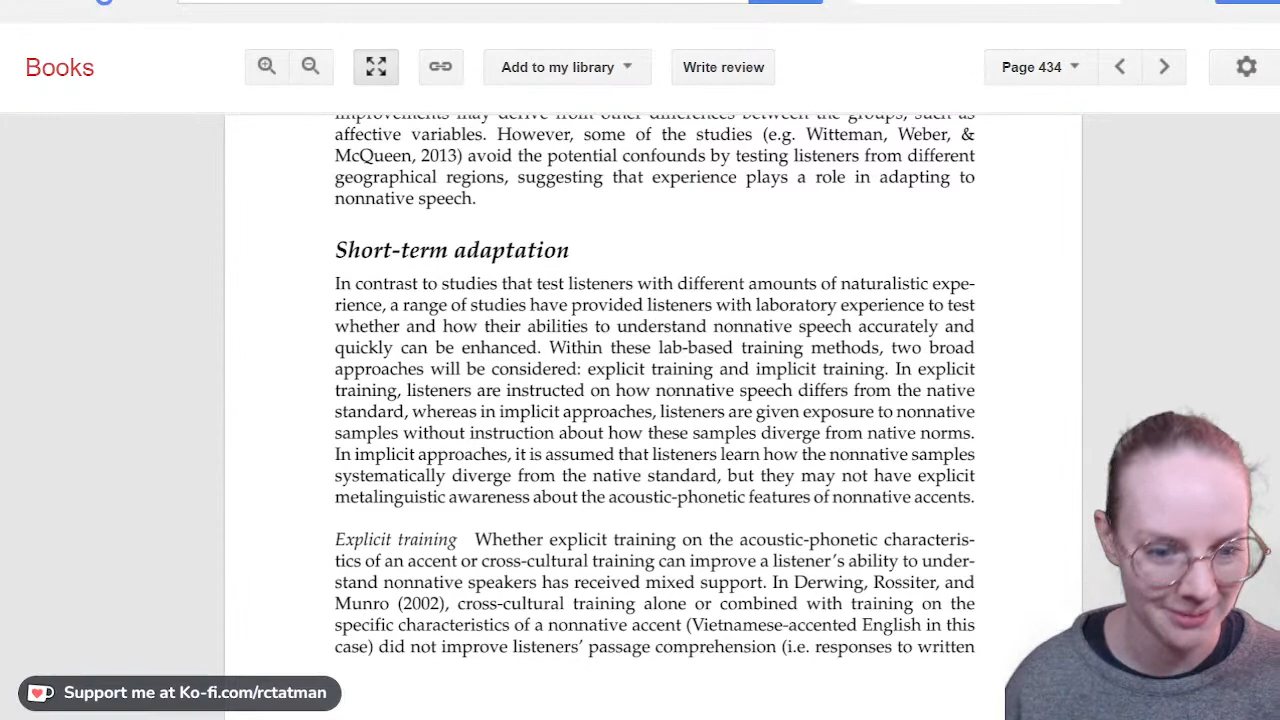 Books
Add to my library
Write review
Page 434
improvements may derive from other differences between the groups, such as
affective variables. However, some of the studies (e.g. Witteman, Weber, &
McQueen, 2013) avoid the potential confounds by testing listeners from different
geographical regions, suggesting that experience plays a role in adapting to
nonnative speech.
Short-term adaptation
In contrast to studies that test listeners with different amounts of naturalistic expe-
rience, a range of studies have provided listeners with laboratory experience to test
whether and how their abilities to understand nonnative speech accurately and
quickly can be enhanced. Within these lab-based training methods, two broad
approaches will be considered: explicit training and implicit training. In explicit
training, listeners are instructed on how nonnative speech differs from the native
standard, whereas in implicit approaches, listeners are given exposure to nonnative
samples without instruction about how these samples diverge from native norms.
In implicit approaches, it is assumed that listeners learn how the nonnative samples
systematically diverge from the native standard, but they may not have explicit
metalinguistic awareness about the acoustic-phonetic features of nonnative accents.
Explicit training Whether explicit training on the acoustic-phonetic characteris-
tics of an accent or cross-cultural training can improve a listener's ability to under-
stand nonnative speakers has received mixed support. In Derwing, Rossiter, and
Munro (2002), cross-cultural training alone or combined with training on the
specific characteristics of a nonnative accent (Vietnamese-accented English in this
case) did not improve listeners' passage comprehension (i.e. responses to written
Support me at Ko-fi.com/rctatman